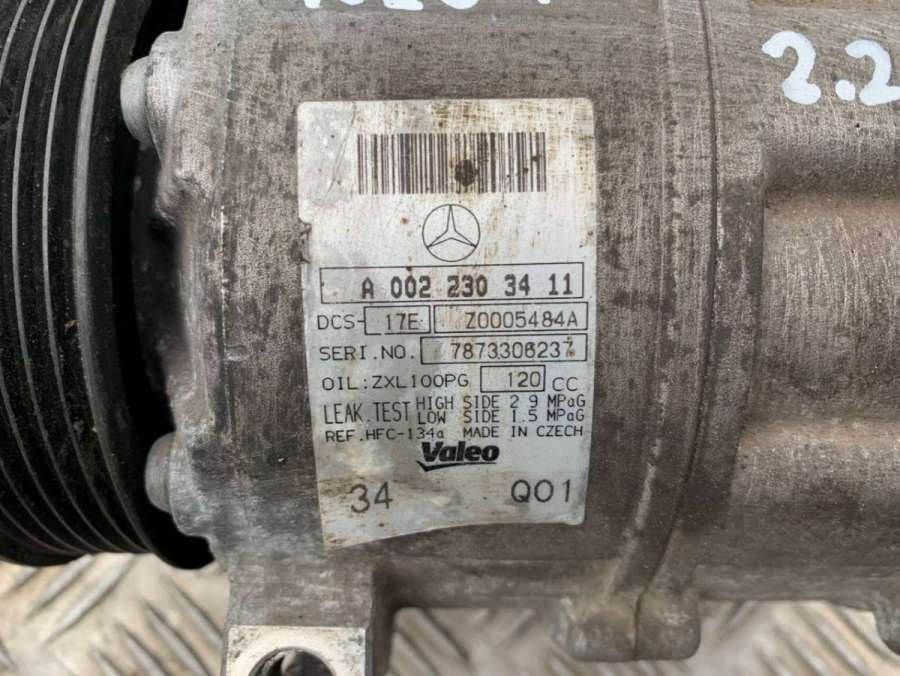 2.2
A 002 230 34 11
DCS- 17E Z0005484A
SERI.NO. 7873306237
OIL:ZXL100PG 120 CC
LEAK.TEST HIGH SIDE 2 9 MPaG
LOW SIDE 1.5 MPaG
REF.HFC-134a MADE IN CZECH
Valeo
34 Q01